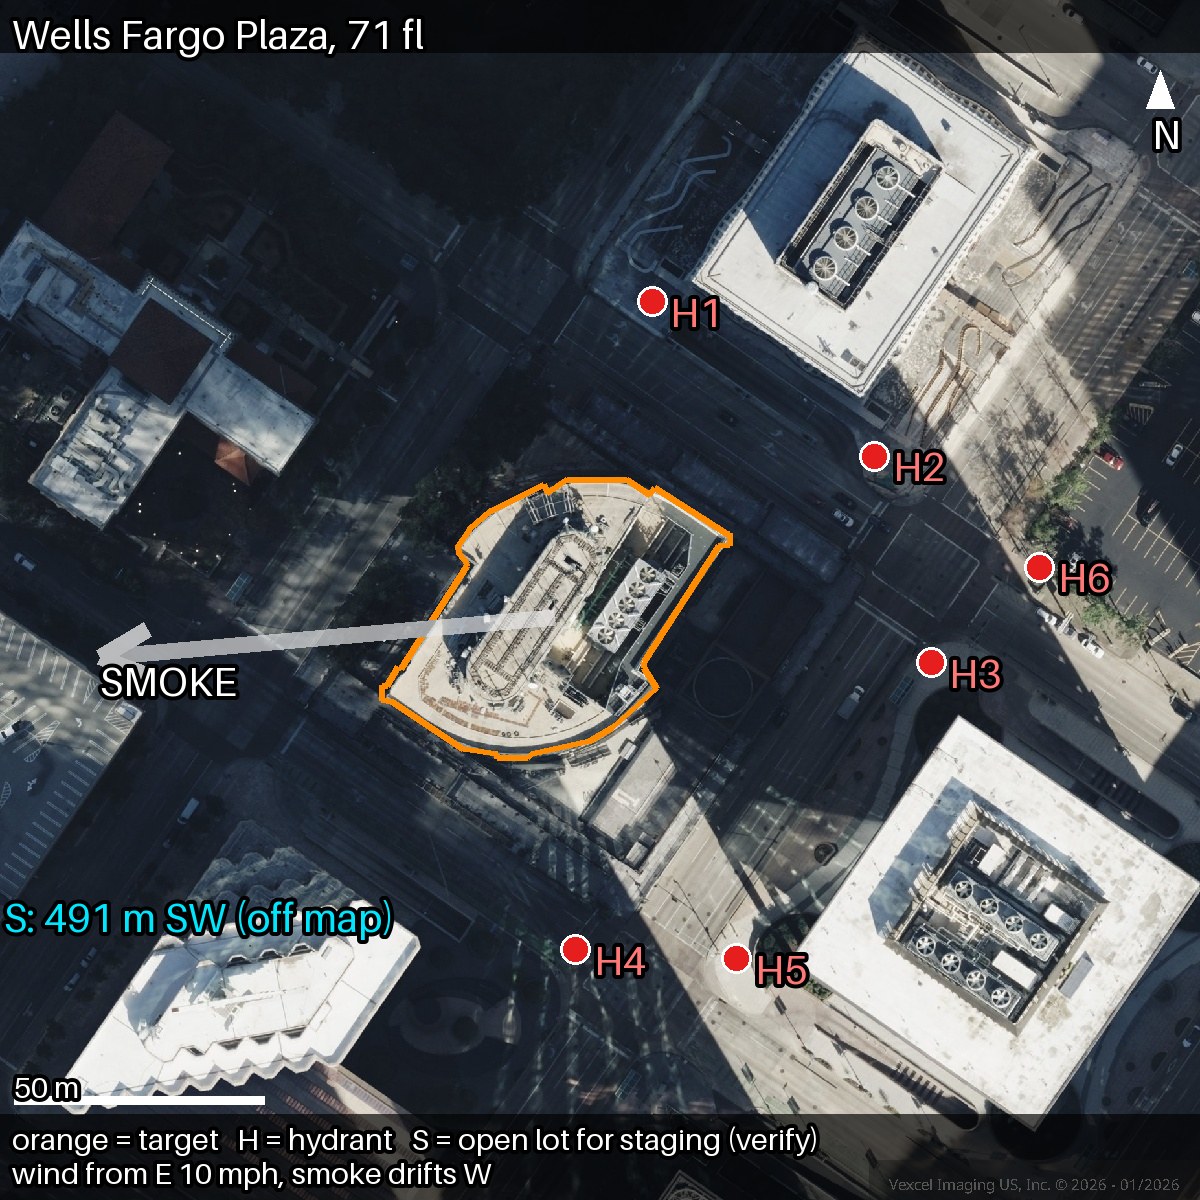 Wells Fargo Plaza, 71 fl
N
H1
H2
H6
H3
SMOKE
S: 491 m SW (off map)
H4
H5
50 m
orange = target   H = hydrant   S = open lot for staging (verify)
wind from E 10 mph, smoke drifts W
Vexcel Imaging US, Inc. © 2026 - 01/2026